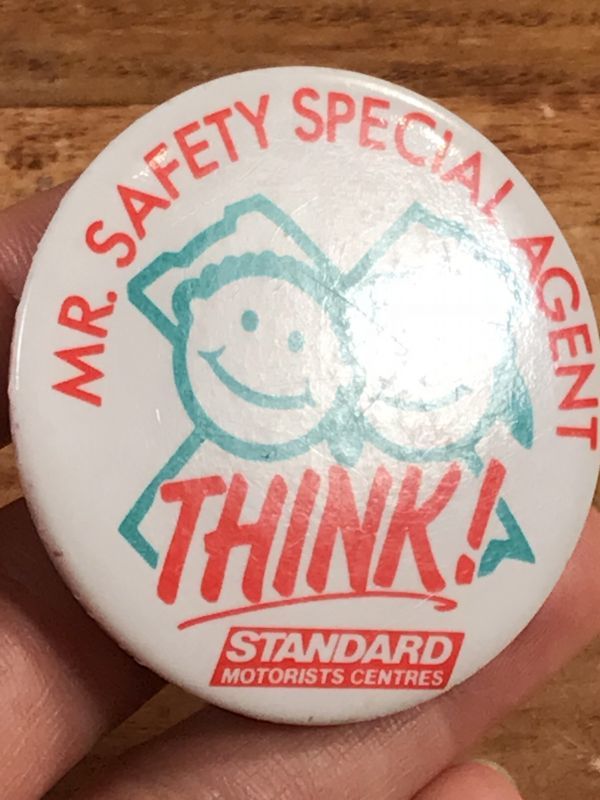 MR. SAFETY SPECIAL AGENT
THINK!
STANDARD
MOTORISTS CENTRES